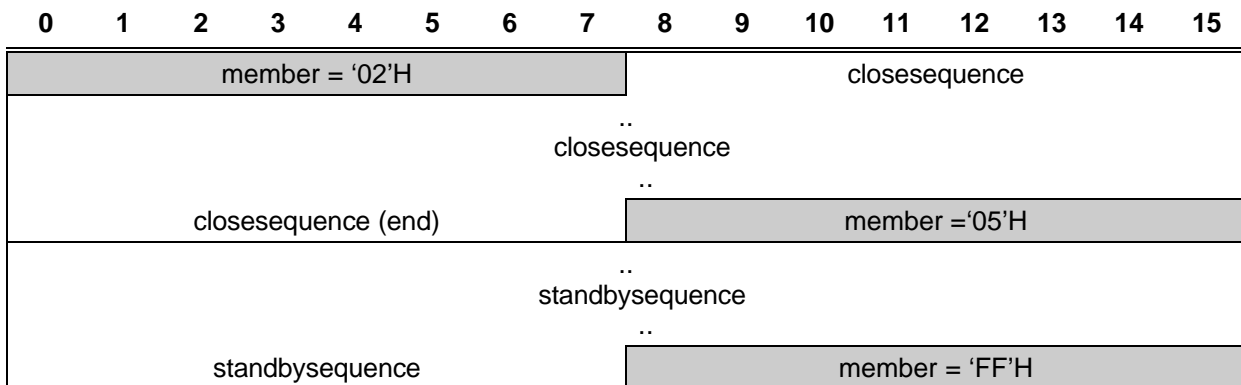 0 1 2 3 4 5 6 7 8 9 10 11 12 13 14 15
member = ‘02’H closesequence
..
closesequence
..
closesequence (end) member =‘05’H
..
standbysequence
..
standbysequence member = ‘FF’H